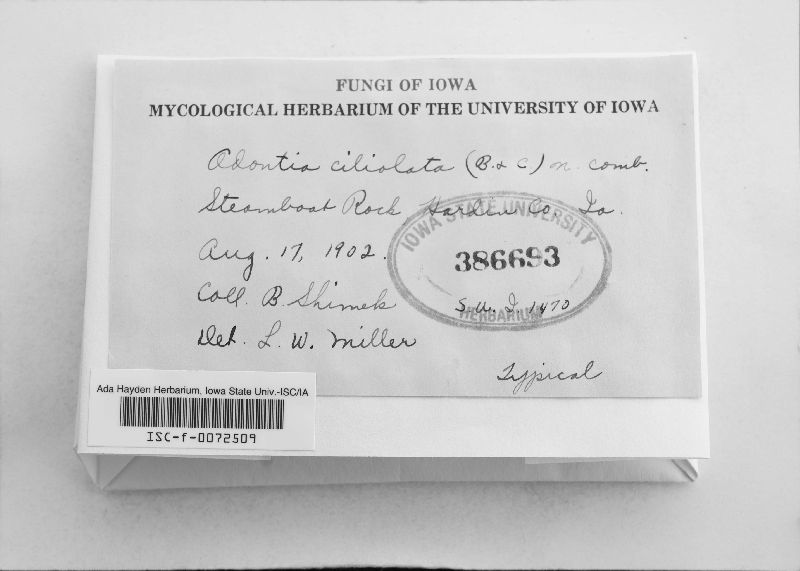 FUNGI OF IOWA
MYCOLOGICAL HERBARIUM OF THE UNIVERSITY OF IOWA
Odontia ciliolata (B. & C.) n. comb.
Steamboat Rock Hardin Co. Ia.
IOWA STATE UNIVERSITY
Aug. 17, 1902.
386693
Coll. B. Shimek
S.U.I. 1470
HERBARIUM
Det. L. W. Miller
Typical
Ada Hayden Herbarium, Iowa State Univ.-ISC/IA
ISC-f-0072509